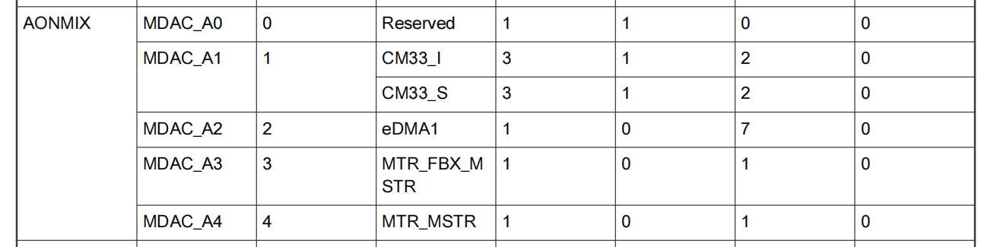 AONMIX MDAC_A0 0 Reserved 1 1 0 0
MDAC_A1 1 CM33_I 3 1 2 0
CM33_S 3 1 2 0
MDAC_A2 2 eDMA1 1 0 7 0
MDAC_A3 3 MTR_FBX_M 1 0 1 0
STR
MDAC_A4 4 MTR_MSTR 1 0 1 0